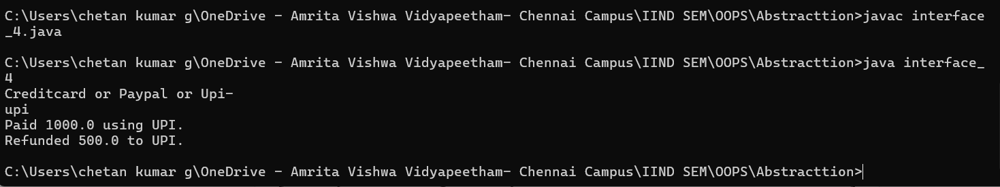 C:\Users\chetan kumar g\OneDrive - Amrita Vishwa Vidyapeetham- Chennai Campus\IIND SEM\OOPS\Abstracttion>javac interface
_4.java
C:\Users\chetan kumar g\OneDrive - Amrita Vishwa Vidyapeetham- Chennai Campus\IIND SEM\OOPS\Abstracttion>java interface_
4
Creditcard or Paypal or Upi-
upi
Paid 1000.0 using UPI.
Refunded 500.0 to UPI.
C:\Users\chetan kumar g\OneDrive - Amrita Vishwa Vidyapeetham- Chennai Campus\IIND SEM\OOPS\Abstracttion>